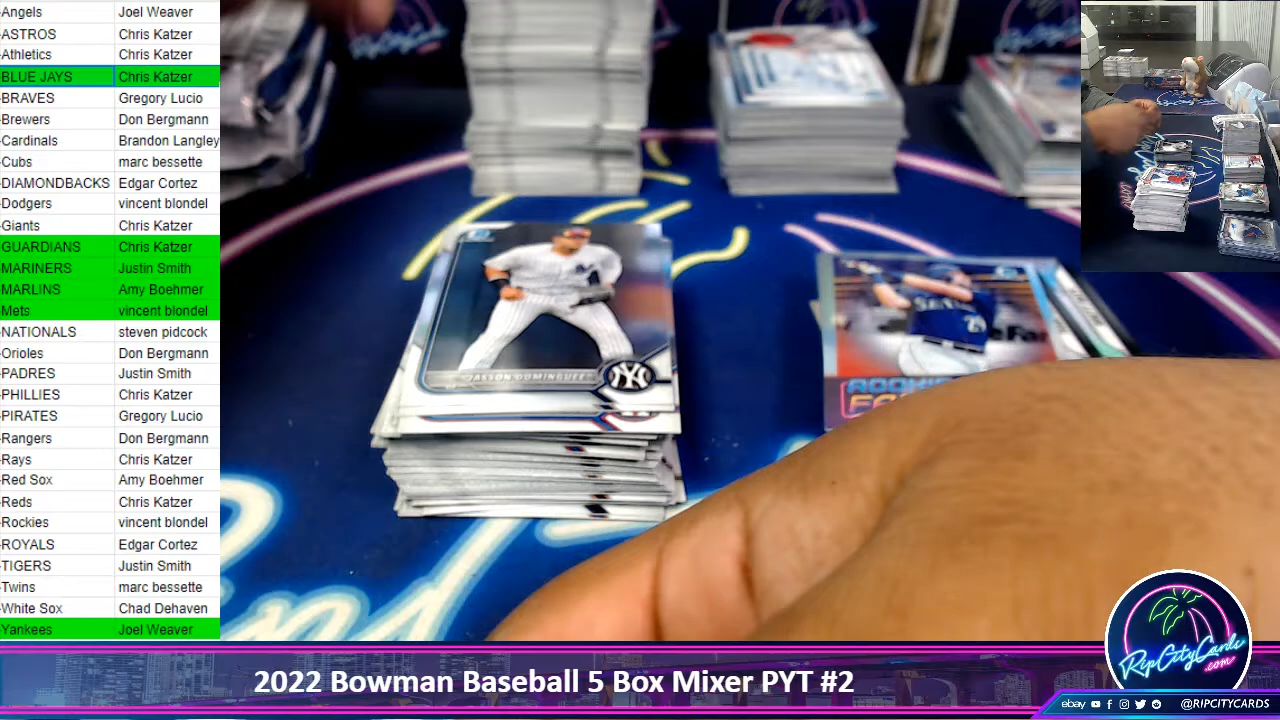 -Angels Joel Weaver
-ASTROS Chris Katzer
-Athletics Chris Katzer
-BLUE JAYS Chris Katzer
-BRAVES Gregory Lucio
-Brewers Don Bergmann
-Cardinals Brandon Langley
-Cubs marc bessette
-DIAMONDBACKS Edgar Cortez
-Dodgers vincent blondel
-Giants Chris Katzer
-GUARDIANS Chris Katzer
-MARINERS Justin Smith
-MARLINS Amy Boehmer
-Mets vincent blondel
-NATIONALS steven pidcock
-Orioles Don Bergmann
-PADRES Justin Smith
-PHILLIES Chris Katzer
-PIRATES Gregory Lucio
-Rangers Don Bergmann
-Rays Chris Katzer
-Red Sox Amy Boehmer
-Reds Chris Katzer
-Rockies vincent blondel
-ROYALS Edgar Cortez
-TIGERS Justin Smith
-Twins marc bessette
-White Sox Chad Dehaven
-Yankees Joel Weaver
JASSON DOMINGUEZ
NY
29
2022 Bowman Baseball 5 Box Mixer PYT #2
RipCityCards
.com
ebay @RIPCITYCARDS